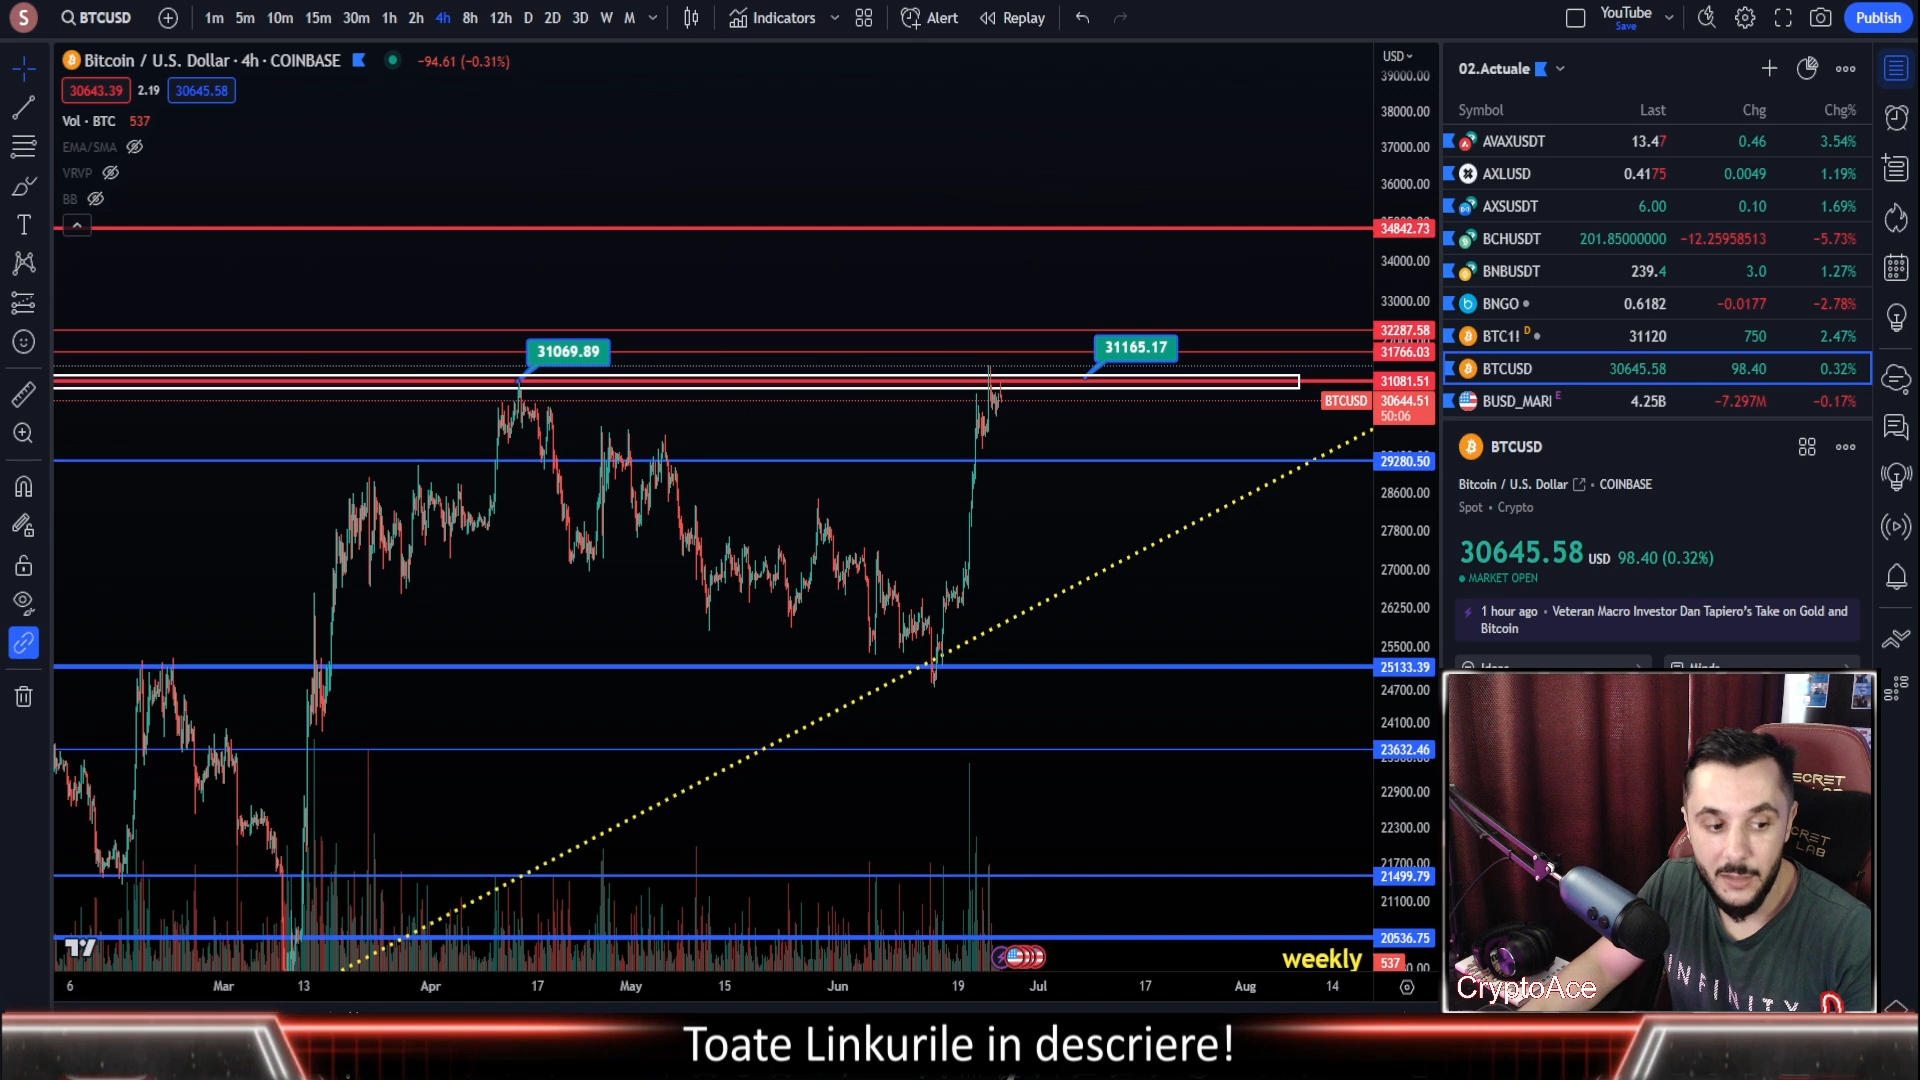 S BTCUSD 1m 5m 10m 15m 30m 1h 2h 4h 8h 12h D 2D 3D W M Indicators Alert Replay YouTube Save Publish
Bitcoin / U.S. Dollar · 4h · COINBASE −94.61 (−0.31%)
30643.39 2.19 30645.58
Vol · BTC 537
EMA/SMA
VRVP
BB
USD
39000.00
38000.00
37000.00
36000.00
34842.73
34000.00
33000.00
32287.58
31766.03
31081.51
BTCUSD 30644.51
50:06
29280.50
28600.00
27800.00
27000.00
26250.00
25500.00
25133.39
24700.00
24100.00
23632.46
22900.00
22300.00
21700.00
21499.79
21100.00
20536.75
537
31069.89
31165.17
weekly
6 Mar 13 Apr 17 May 15 Jun 19 Jul 17 Aug 14
02.Actuale
Symbol Last Chg Chg%
AVAXUSDT 13.47 0.46 3.54%
AXLUSD 0.4175 0.0049 1.19%
AXSUSDT 6.00 0.10 1.69%
BCHUSDT 201.85000000 −12.25958513 −5.73%
BNBUSDT 239.4 3.0 1.27%
BNGO 0.6182 −0.0177 −2.78%
BTC1! D 31120 750 2.47%
BTCUSD 30645.58 98.40 0.32%
BUSD_MARI E 4.25B −7.297M −0.17%
BTCUSD
Bitcoin / U.S. Dollar • COINBASE
Spot • Crypto
30645.58 USD 98.40 (0.32%)
MARKET OPEN
1 hour ago • Veteran Macro Investor Dan Tapiero's Take on Gold and
Bitcoin
CryptoAce
INFINITY
Toate Linkurile in descriere!